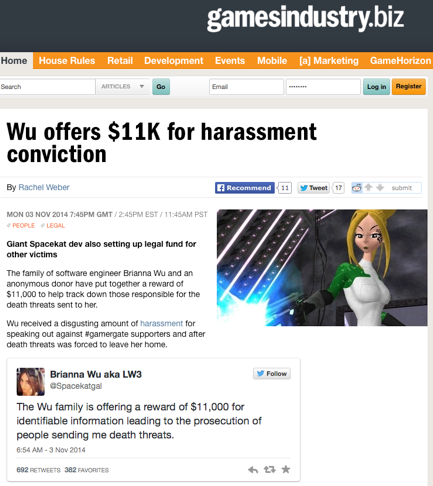 gamesindustry.biz
Home House Rules Retail Development Events Mobile [a] Marketing GameHorizon
Search ARTICLES Go Email •••••••• Log in Register
Wu offers $11K for harassment
conviction
By Rachel Weber
Recommend 11 Tweet 17 submit
MON 03 NOV 2014 7:45PM GMT / 2:45PM EST / 11:45AM PST
# PEOPLE # LEGAL
Giant Spacekat dev also setting up legal fund for
other victims
The family of software engineer Brianna Wu and an
anonymous donor have put together a reward of
$11,000 to help track down those responsible for the
death threats sent to her.
Wu received a disgusting amount of harassment for
speaking out against #gamergate supporters and after
death threats was forced to leave her home.
Brianna Wu aka LW3
@Spacekatgal
Follow
The Wu family is offering a reward of $11,000 for
identifiable information leading to the prosecution of
people sending me death threats.
6:54 AM - 3 Nov 2014
692 RETWEETS 382 FAVORITES